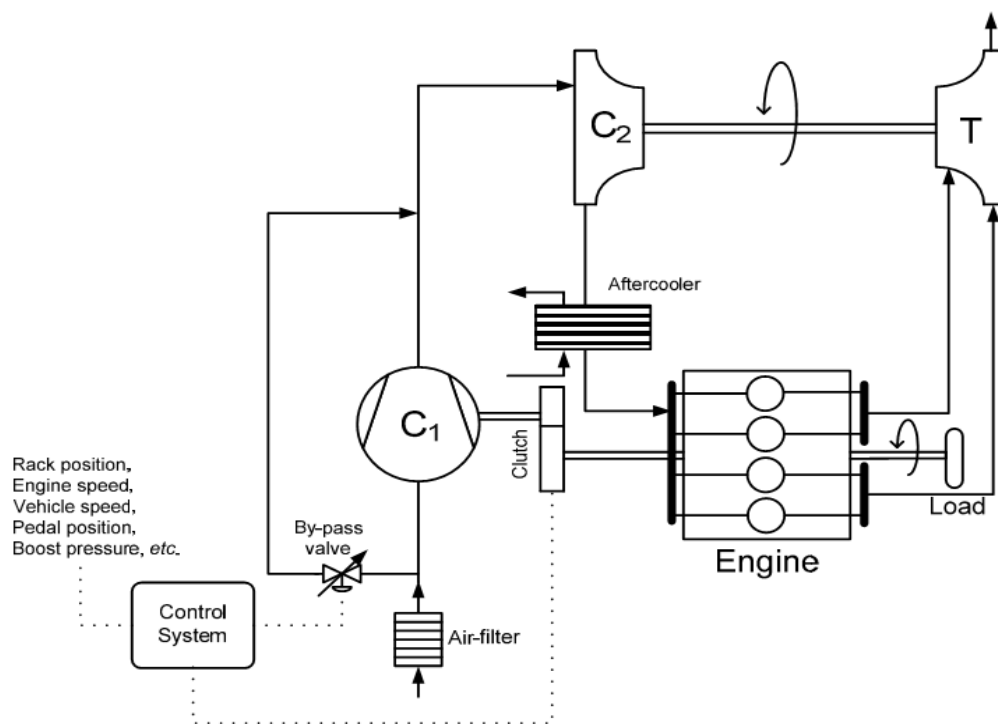 C₂
T
Aftercooler
C₁
Clutch
Rack position,
Engine speed,
Vehicle speed,
Pedal position,
Boost pressure, etc.
By-pass
valve
Load
Engine
Control
System
Air-filter